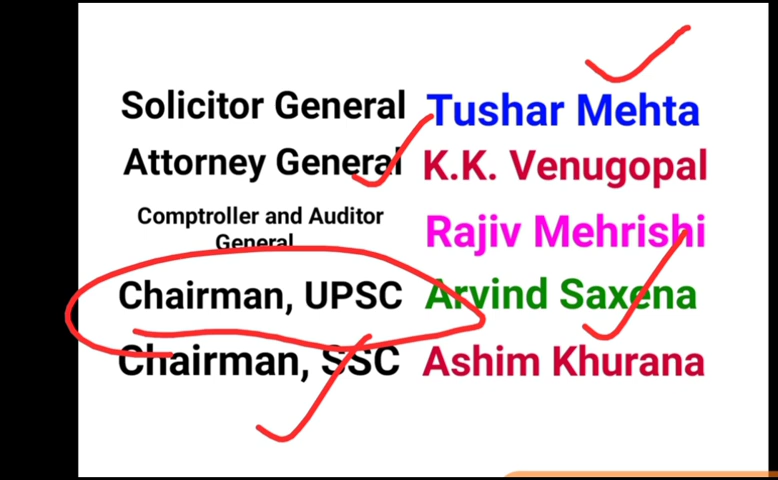 Solicitor General Tushar Mehta
Attorney General K.K. Venugopal
Comptroller and Auditor
General Rajiv Mehrishi
Chairman, UPSC Arvind Saxena
Chairman, SSC Ashim Khurana